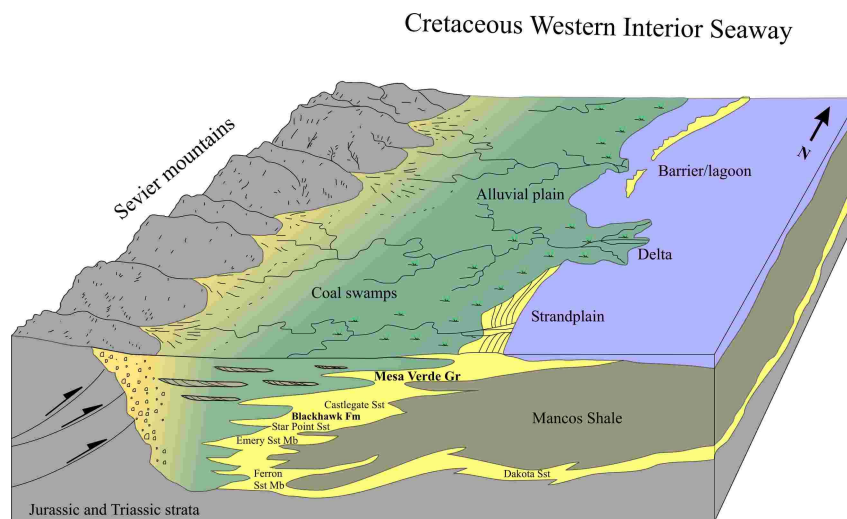 Cretaceous Western Interior Seaway
N
Sevier mountains
Barrier/lagoon
Alluvial plain
Delta
Coal swamps
Strandplain
Mesa Verde Gr
Castlegate Sst
Blackhawk Fm
Star Point Sst
Emery Sst Mb
Mancos Shale
Ferron
Sst Mb
Dakota Sst
Jurassic and Triassic strata